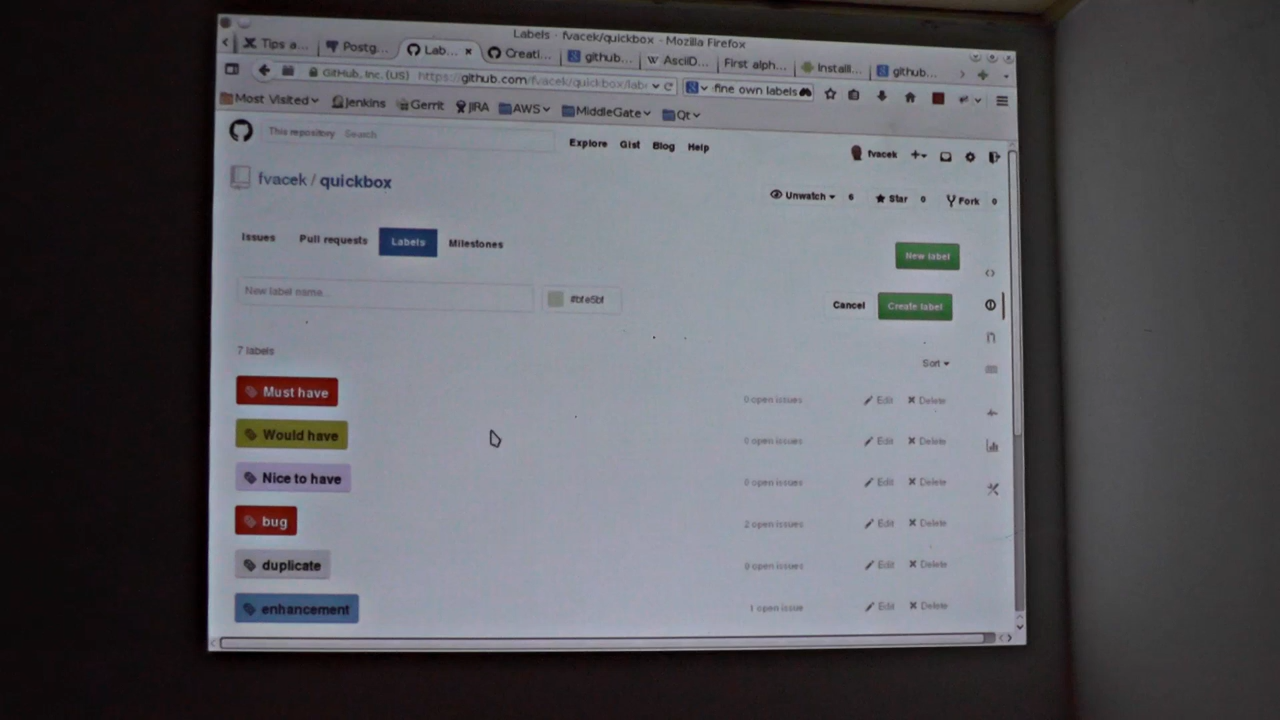 Labels · fvacek/quickbox - Mozilla Firefox
Tips a... Postg... Lab... × Creati... github... W AsciiD... First alph... Installi... github...
GitHub, Inc. (US) https://github.com/fvacek/quickbox/lab fine own labels
Most Visited Jenkins Gerrit JIRA AWS MiddleGate Qt
This repository Search Explore Gist Blog Help fvacek
fvacek / quickbox
Unwatch 6 Star 0 Fork 0
Issues Pull requests Labels Milestones New label
New label name... #bfe5bf Cancel Create label
7 labels Sort
Must have 0 open issues Edit Delete
Would have 0 open issues Edit Delete
Nice to have 0 open issues Edit Delete
bug 2 open issues Edit Delete
duplicate 0 open issues Edit Delete
enhancement 1 open issue Edit Delete